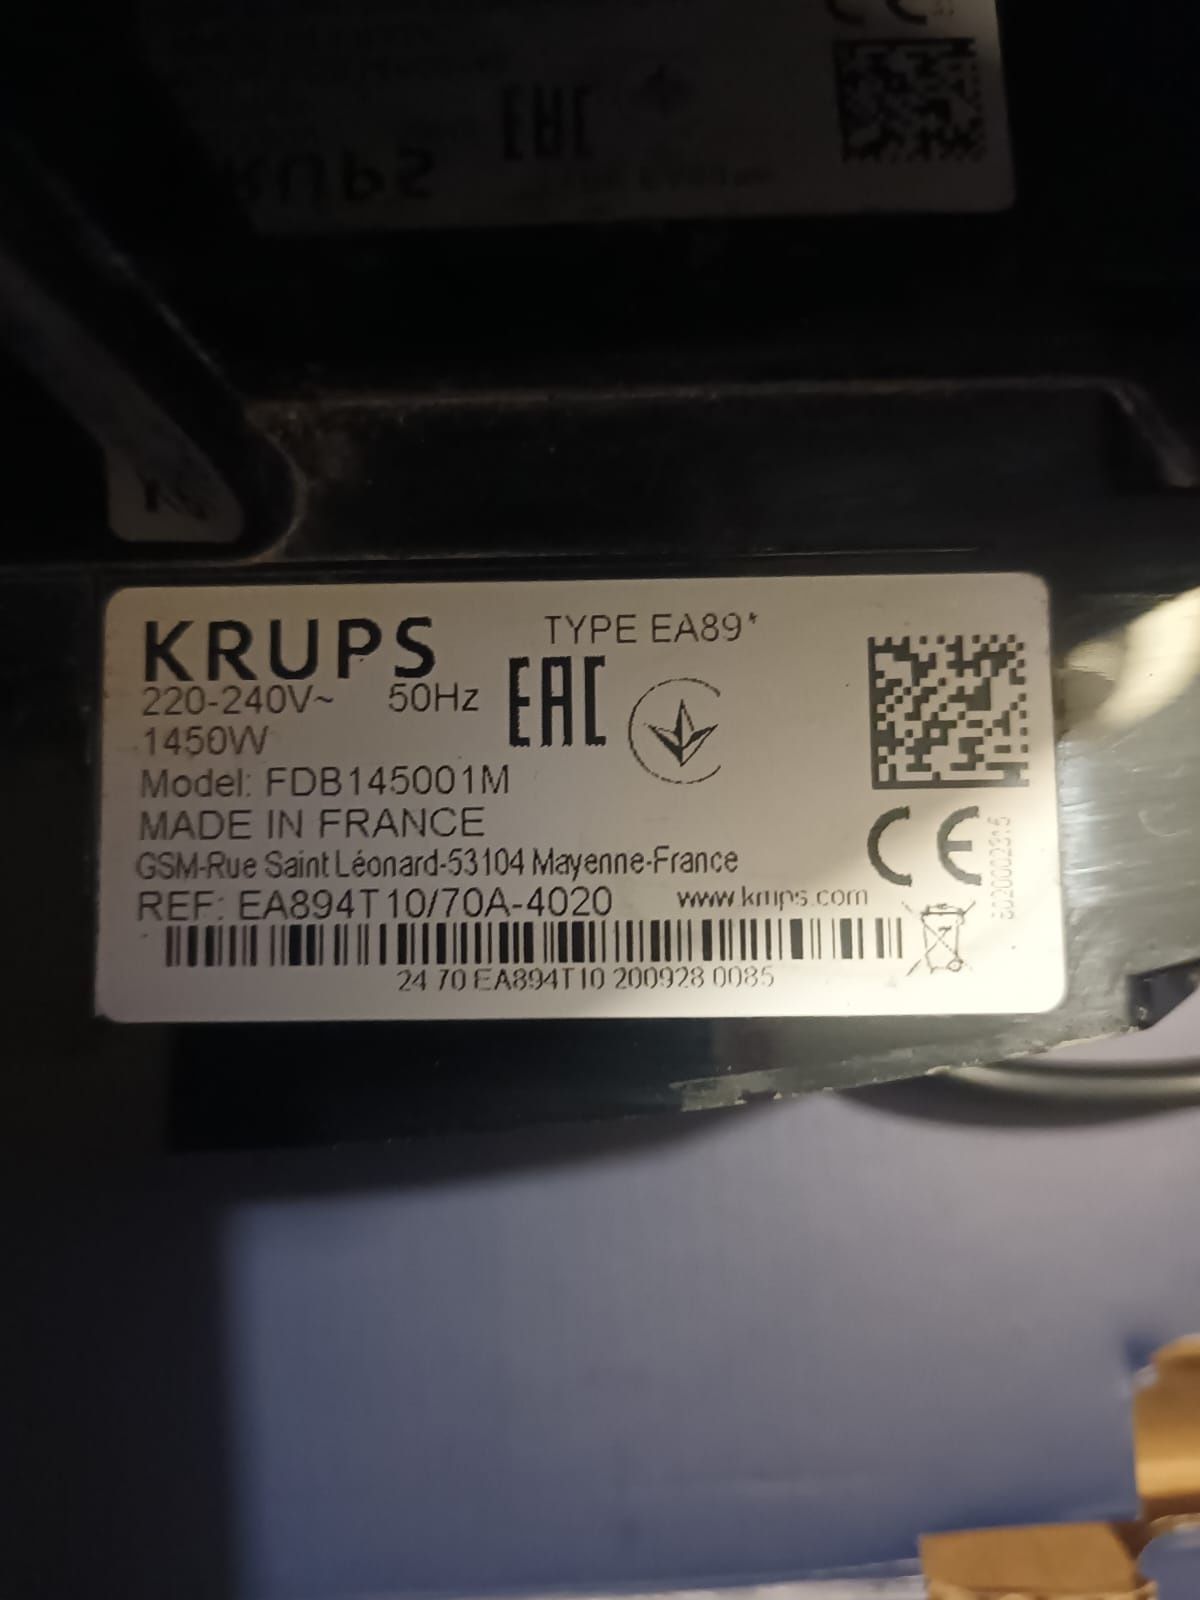 KRUPS
TYPE EA89*
220-240V~ 50Hz
EAC
1450W
Model: FDB145001M
MADE IN FRANCE
GSM-Rue Saint Léonard-53104 Mayenne-France
CE
REF: EA894T10/70A-4020 www.krups.com
24 70 EA894T10 200928 0085